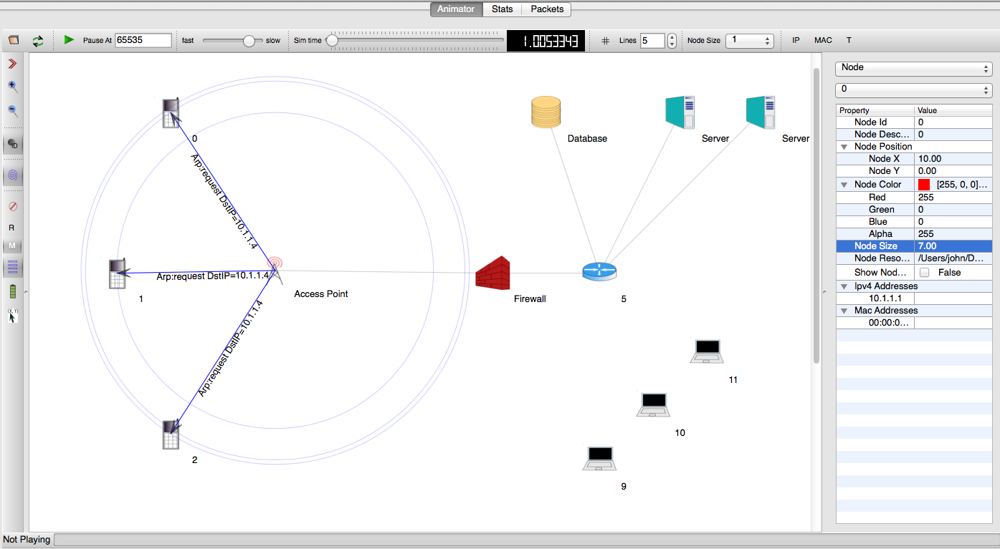 Animator Stats Packets
Pause At 65535 fast slow Sim time 1.0053343 Lines 5 Node Size 1 IP MAC T
ID
R
M
(X, Y)
0
Arp:request DstIP=10.1.1.4
1
Arp:request DstIP=10.1.1.4
Access Point
Arp:request DstIP=10.1.1.4
2
Database
Server
Server
Firewall
5
11
10
9
Node
0
Property Value
Node Id 0
Node Desc... 0
Node Position
Node X 10.00
Node Y 0.00
Node Color [255, 0, 0]...
Red 255
Green 0
Blue 0
Alpha 255
Node Size 7.00
Node Reso... /Users/john/D...
Show Nod... False
Ipv4 Addresses
10.1.1.1
Mac Addresses
00:00:0...
Not Playing